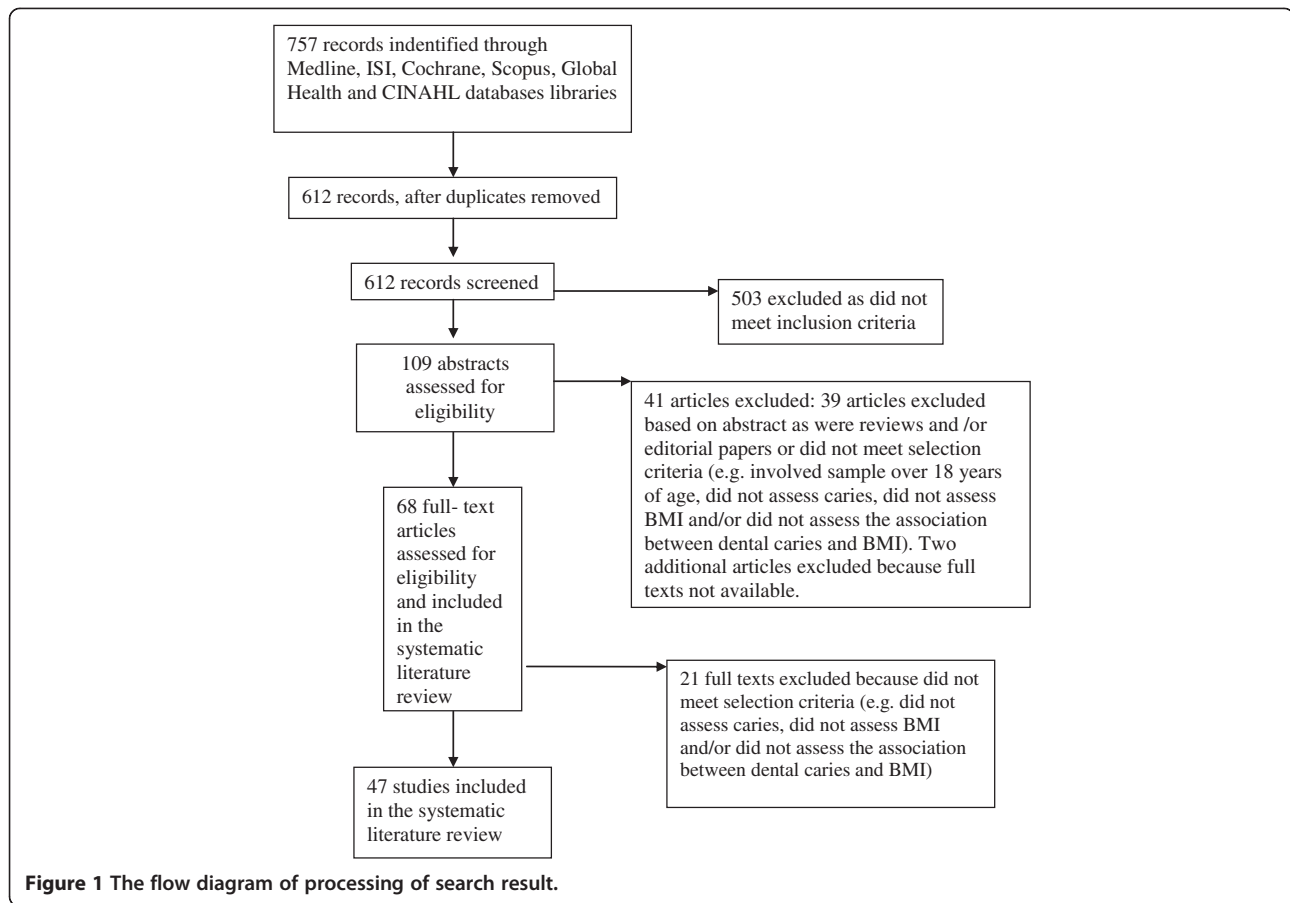 757 records indentified through
Medline, ISI, Cochrane, Scopus, Global
Health and CINAHL databases libraries
612 records, after duplicates removed
612 records screened
503 excluded as did not
meet inclusion criteria
109 abstracts
assessed for
eligibility
41 articles excluded: 39 articles excluded
based on abstract as were reviews and /or
editorial papers or did not meet selection
criteria (e.g. involved sample over 18 years
of age, did not assess caries, did not assess
BMI and/or did not assess the association
between dental caries and BMI). Two
additional articles excluded because full
texts not available.
68 full- text
articles
assessed for
eligibility
and included
in the
systematic
literature
review
21 full texts excluded because did not
meet selection criteria (e.g. did not
assess caries, did not assess BMI
and/or did not assess the association
between dental caries and BMI)
47 studies included
in the systematic
literature review
Figure 1 The flow diagram of processing of search result.